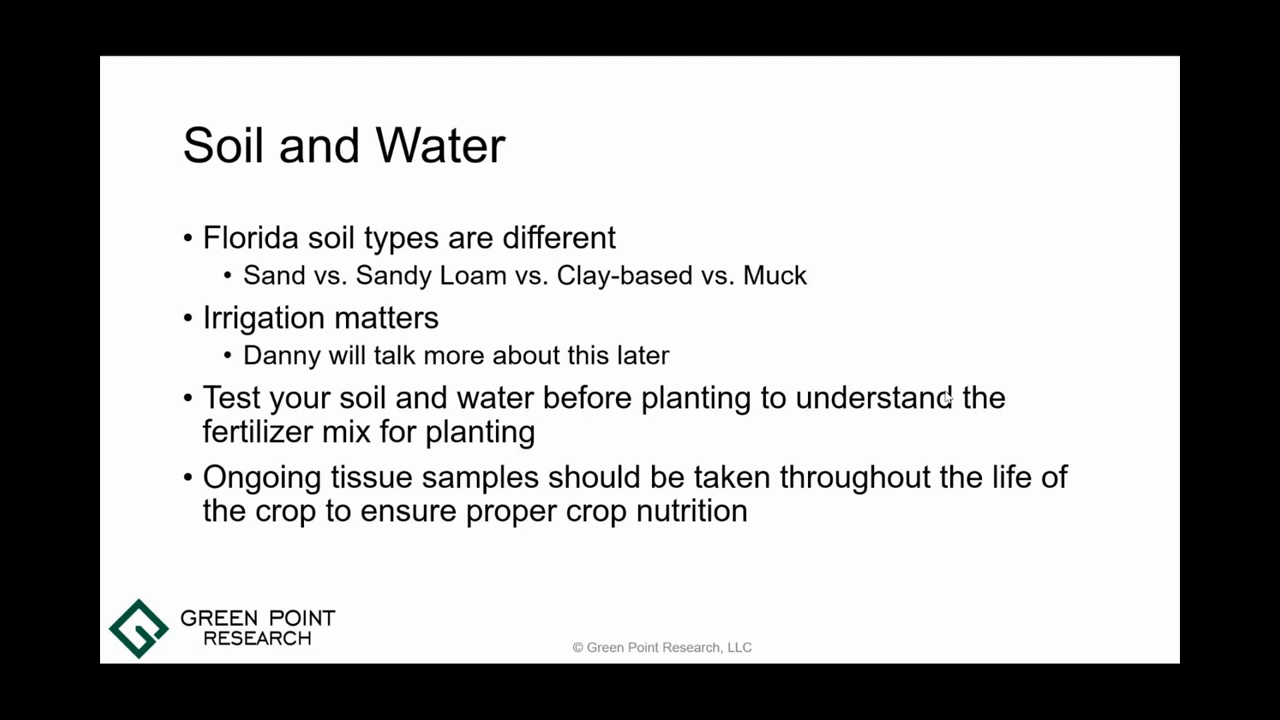 Soil and Water
• Florida soil types are different
• Sand vs. Sandy Loam vs. Clay-based vs. Muck
• Irrigation matters
• Danny will talk more about this later
• Test your soil and water before planting to understand the
fertilizer mix for planting
• Ongoing tissue samples should be taken throughout the life of
the crop to ensure proper crop nutrition
GREEN POINT
RESEARCH
© Green Point Research, LLC